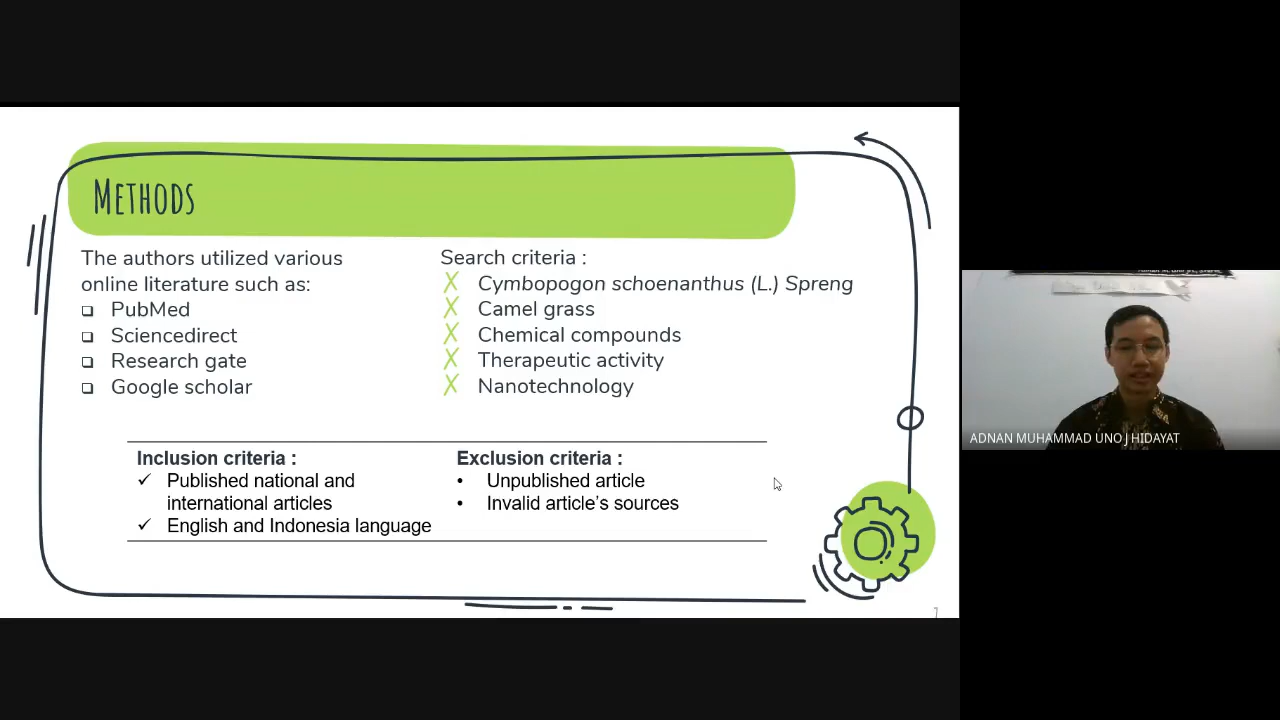 METHODS
The authors utilized various
online literature such as:
PubMed
Sciencedirect
Research gate
Google scholar
Search criteria :
Cymbopogon schoenanthus (L.) Spreng
Camel grass
Chemical compounds
Therapeutic activity
Nanotechnology
Inclusion criteria :
Published national and
international articles
English and Indonesia language
Exclusion criteria :
Unpublished article
Invalid article's sources
ADNAN MUHAMMAD UNO J HIDAYAT